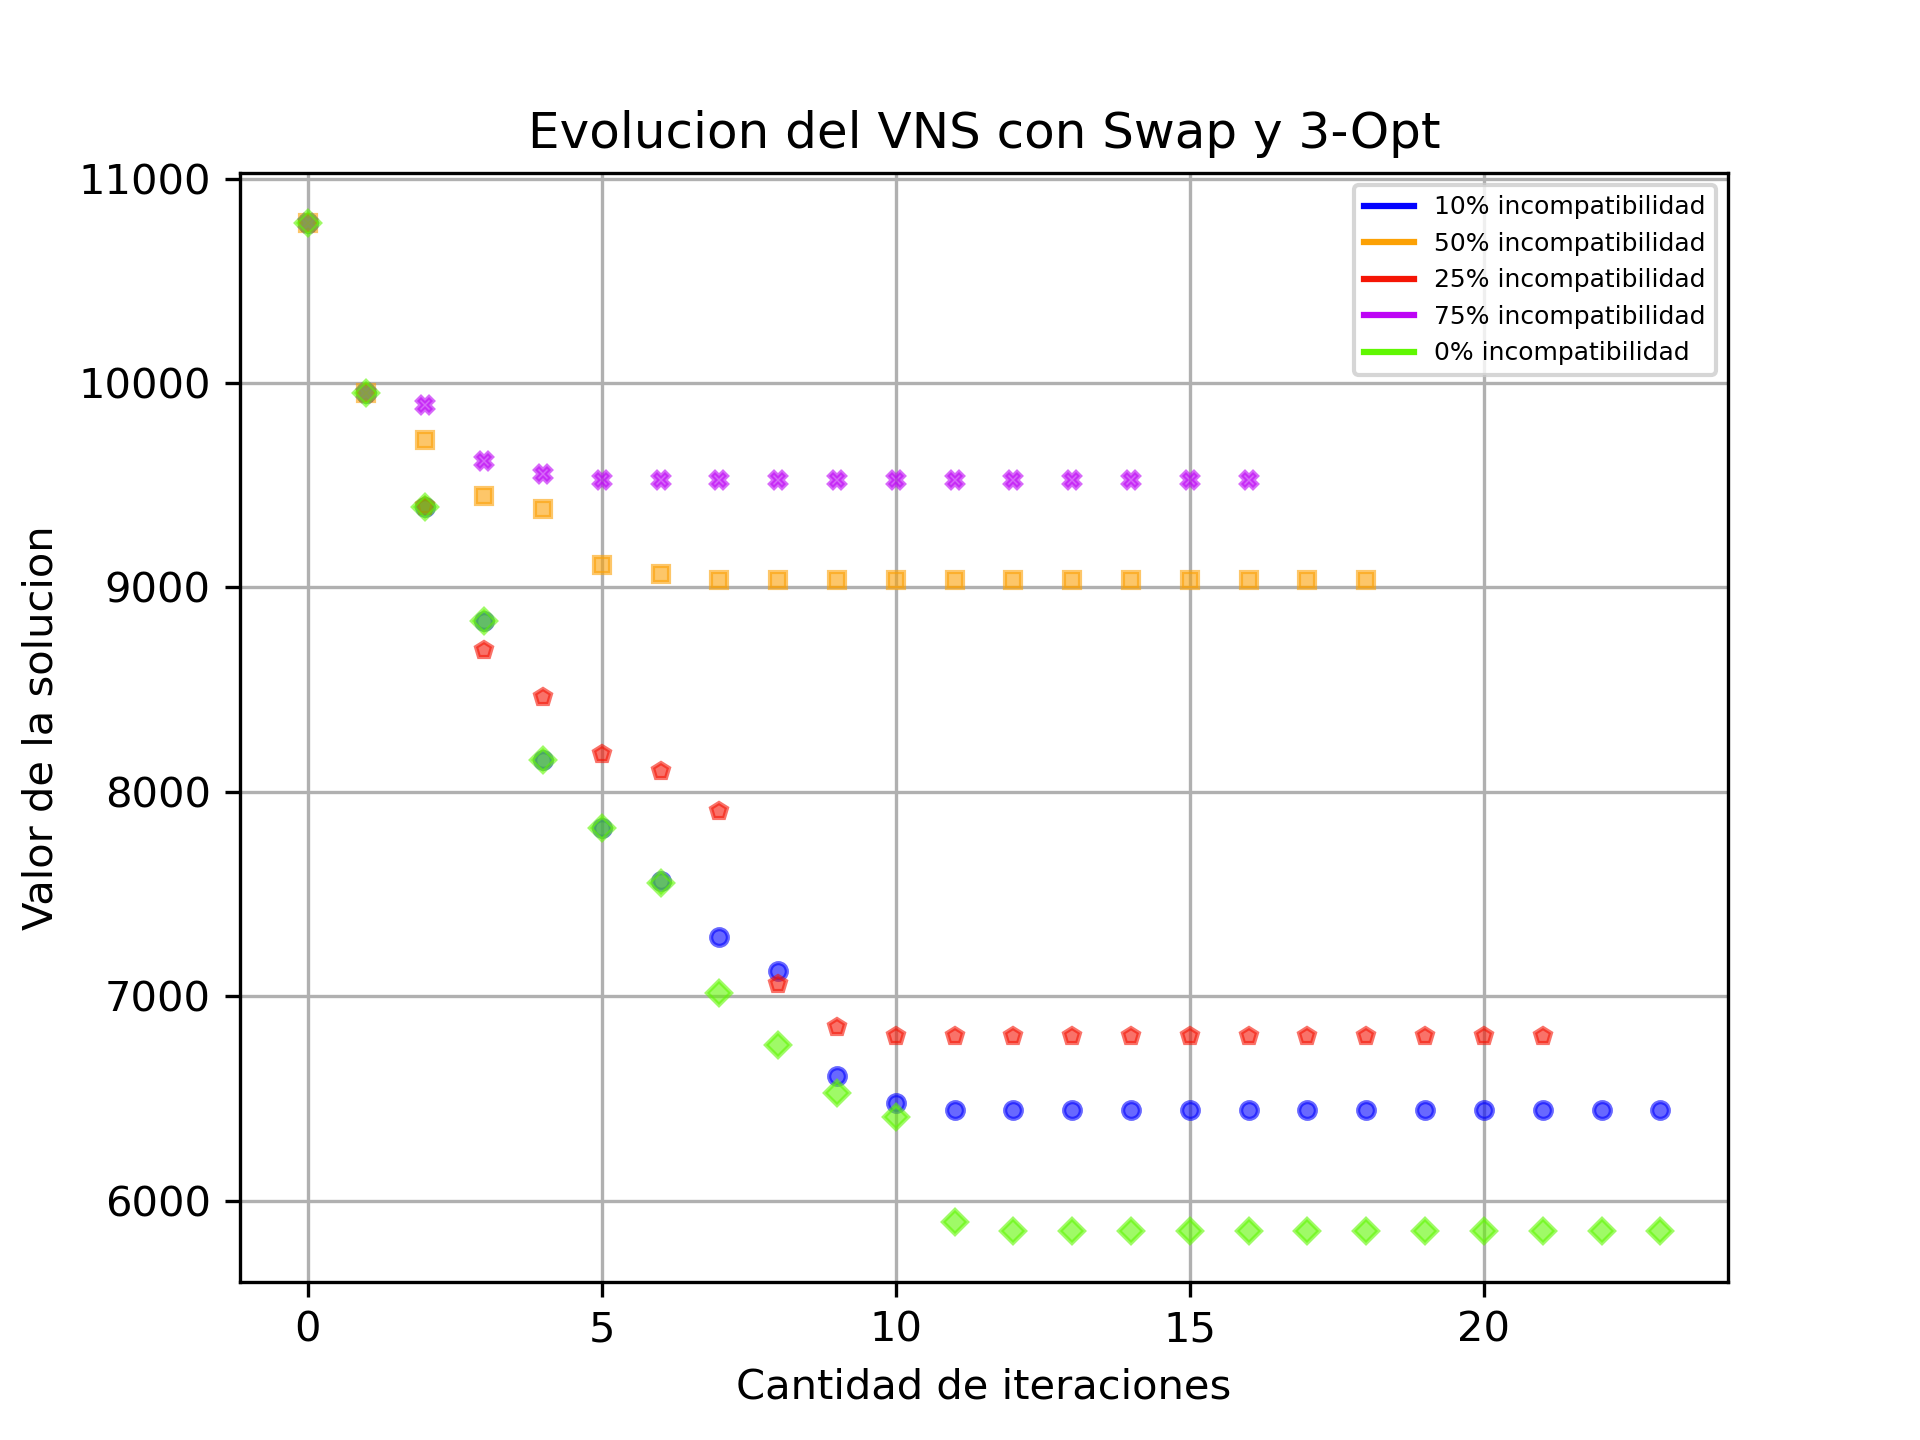 Evolucion del VNS con Swap y 3-Opt
11000
10000
9000
8000
7000
6000
Valor de la solucion
10% incompatibilidad
50% incompatibilidad
25% incompatibilidad
75% incompatibilidad
0% incompatibilidad
0 5 10 15 20
Cantidad de iteraciones